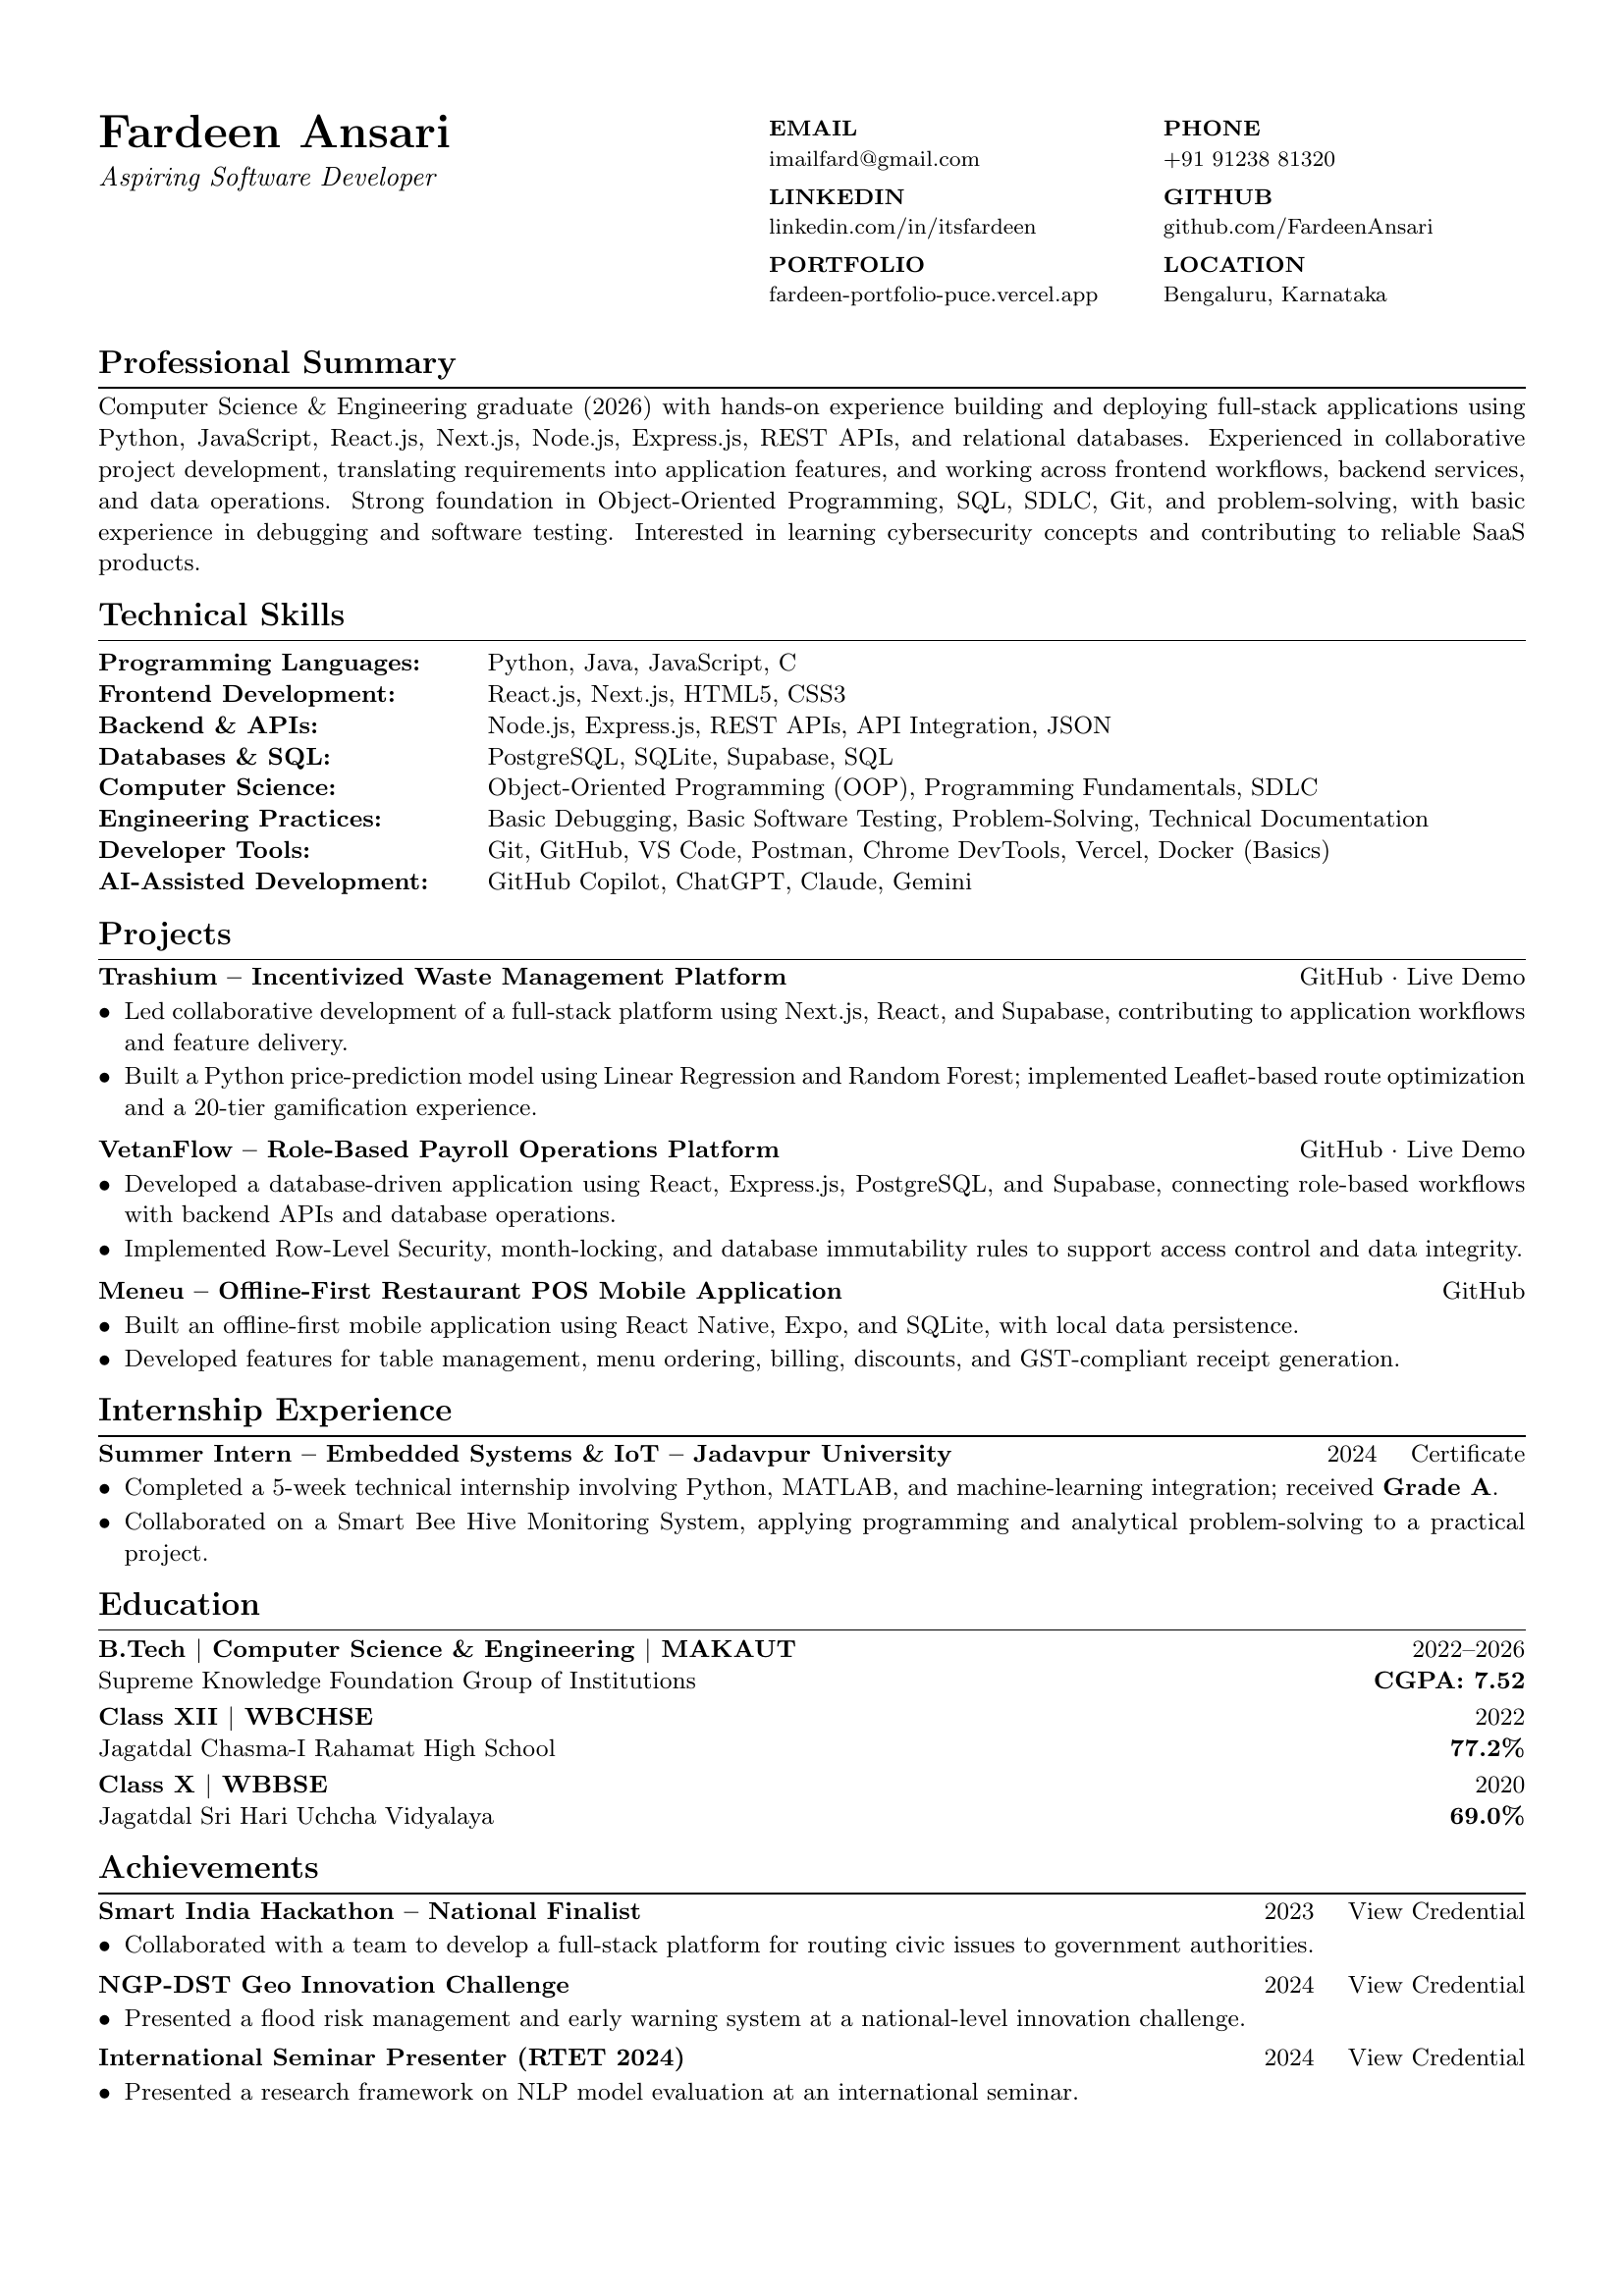 Fardeen Ansari
Aspiring Software Developer
EMAIL
imailfard@gmail.com
PHONE
+91 91238 81320
LINKEDIN
linkedin.com/in/itsfardeen
GITHUB
github.com/FardeenAnsari
PORTFOLIO
fardeen-portfolio-puce.vercel.app
LOCATION
Bengaluru, Karnataka
Professional Summary
Computer Science & Engineering graduate (2026) with hands-on experience building and deploying full-stack applications using
Python, JavaScript, React.js, Next.js, Node.js, Express.js, REST APIs, and relational databases. Experienced in collaborative
project development, translating requirements into application features, and working across frontend workflows, backend services,
and data operations. Strong foundation in Object-Oriented Programming, SQL, SDLC, Git, and problem-solving, with basic
experience in debugging and software testing. Interested in learning cybersecurity concepts and contributing to reliable SaaS
products.
Technical Skills
Programming Languages: Python, Java, JavaScript, C
Frontend Development: React.js, Next.js, HTML5, CSS3
Backend & APIs: Node.js, Express.js, REST APIs, API Integration, JSON
Databases & SQL: PostgreSQL, SQLite, Supabase, SQL
Computer Science: Object-Oriented Programming (OOP), Programming Fundamentals, SDLC
Engineering Practices: Basic Debugging, Basic Software Testing, Problem-Solving, Technical Documentation
Developer Tools: Git, GitHub, VS Code, Postman, Chrome DevTools, Vercel, Docker (Basics)
AI-Assisted Development: GitHub Copilot, ChatGPT, Claude, Gemini
Projects
Trashium – Incentivized Waste Management Platform GitHub · Live Demo
• Led collaborative development of a full-stack platform using Next.js, React, and Supabase, contributing to application workflows
and feature delivery.
• Built a Python price-prediction model using Linear Regression and Random Forest; implemented Leaflet-based route optimization
and a 20-tier gamification experience.
VetanFlow – Role-Based Payroll Operations Platform GitHub · Live Demo
• Developed a database-driven application using React, Express.js, PostgreSQL, and Supabase, connecting role-based workflows
with backend APIs and database operations.
• Implemented Row-Level Security, month-locking, and database immutability rules to support access control and data integrity.
Meneu – Offline-First Restaurant POS Mobile Application GitHub
• Built an offline-first mobile application using React Native, Expo, and SQLite, with local data persistence.
• Developed features for table management, menu ordering, billing, discounts, and GST-compliant receipt generation.
Internship Experience
Summer Intern – Embedded Systems & IoT – Jadavpur University 2024 Certificate
• Completed a 5-week technical internship involving Python, MATLAB, and machine-learning integration; received Grade A.
• Collaborated on a Smart Bee Hive Monitoring System, applying programming and analytical problem-solving to a practical
project.
Education
B.Tech | Computer Science & Engineering | MAKAUT 2022–2026
Supreme Knowledge Foundation Group of Institutions CGPA: 7.52
Class XII | WBCHSE 2022
Jagatdal Chasma-I Rahamat High School 77.2%
Class X | WBBSE 2020
Jagatdal Sri Hari Uchcha Vidyalaya 69.0%
Achievements
Smart India Hackathon – National Finalist 2023 View Credential
• Collaborated with a team to develop a full-stack platform for routing civic issues to government authorities.
NGP-DST Geo Innovation Challenge 2024 View Credential
• Presented a flood risk management and early warning system at a national-level innovation challenge.
International Seminar Presenter (RTET 2024) 2024 View Credential
• Presented a research framework on NLP model evaluation at an international seminar.